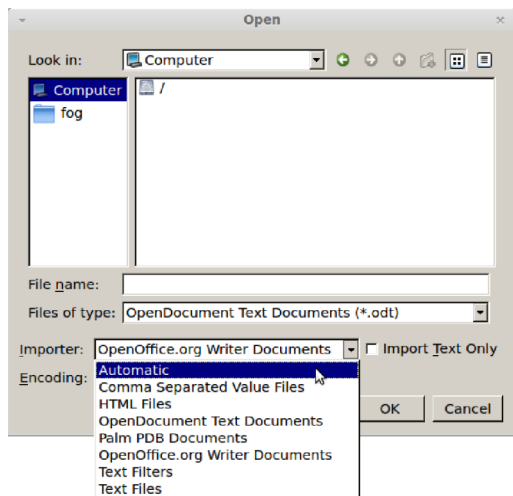 Open
Look in: Computer
Computer /
fog
File name:
Files of type: OpenDocument Text Documents (*.odt)
Importer: OpenOffice.org Writer Documents Import Text Only
Encoding: Automatic
Comma Separated Value Files
HTML Files OK Cancel
OpenDocument Text Documents
Palm PDB Documents
OpenOffice.org Writer Documents
Text Filters
Text Files